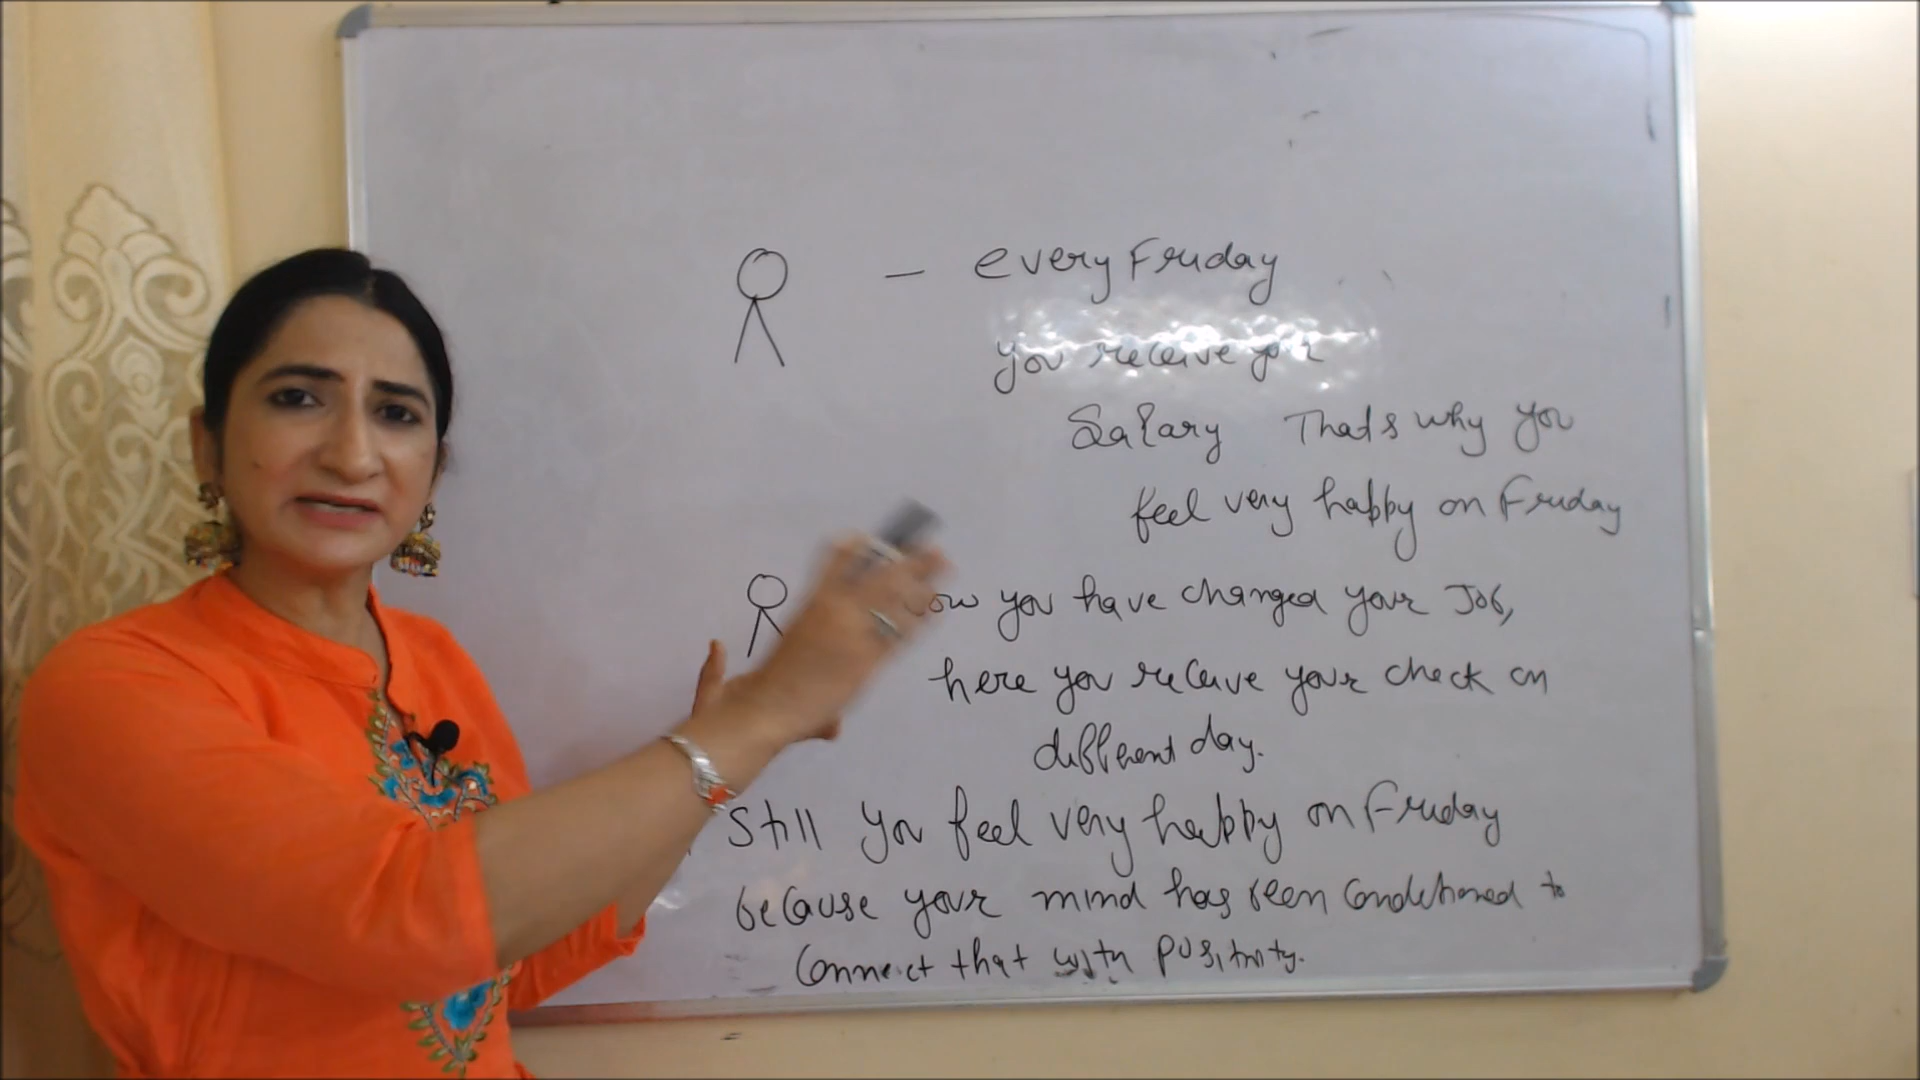 every Friday
you receive your
Salary That's why you
feel very happy on Friday
you have changed your Job,
here you receive your check on
different day.
Still you feel very happy on Friday
because your mind has been conditioned to
connect that with positivity.